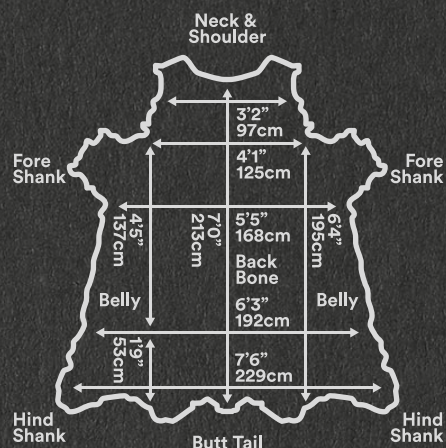 Neck &
Shoulder
3'2"
97cm
4'1"
125cm
Fore
Shank
Fore
Shank
4'5"
137cm
7'0"
213cm
5'5"
168cm
6'4"
195cm
Back
Bone
Belly
Belly
6'3"
192cm
1'9"
53cm
7'6"
229cm
Hind
Shank
Hind
Shank
Butt Tail